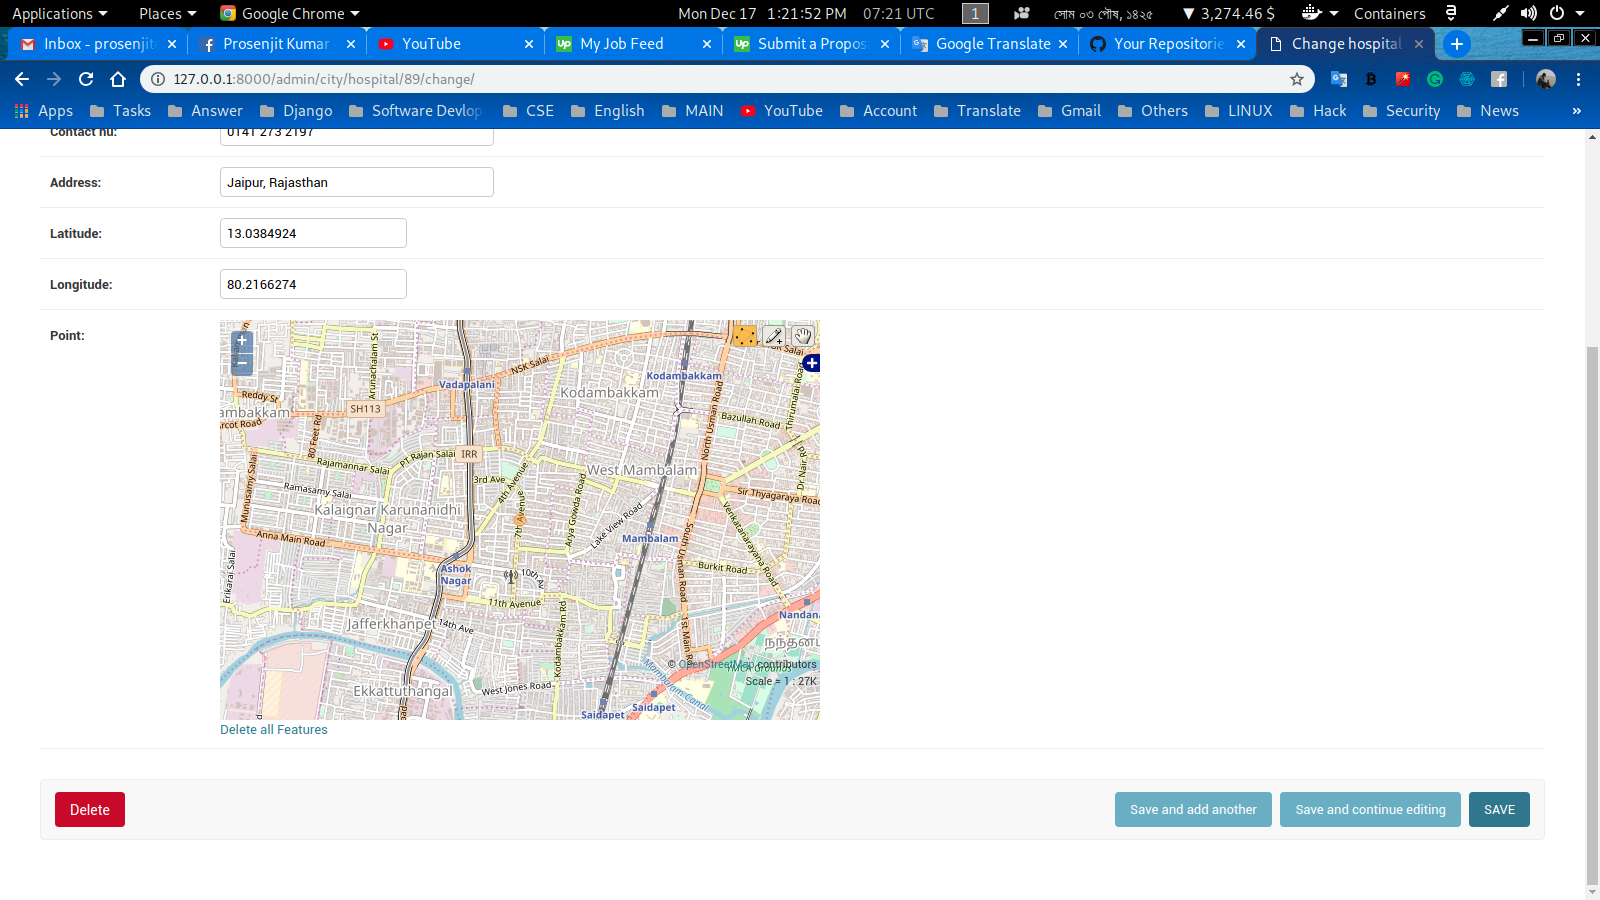 Applications Places Google Chrome Mon Dec 17 1:21:52 PM 07:21 UTC 1 সোম ০৩ পৌষ, ১৪২৫ ▼ 3,274.46 $ Containers
Inbox - prosenjit Prosenjit Kumar YouTube My Job Feed Submit a Propos Google Translate Your Repositorie Change hospital
127.0.0.1:8000/admin/city/hospital/89/change/
Apps Tasks Answer Django Software Devlop CSE English MAIN YouTube Account Translate Gmail Others LINUX Hack Security News »
Contact nu: 0141 273 2197
Address: Jaipur, Rajasthan
Latitude: 13.0384924
Longitude: 80.2166274
Point:
+
−
Arunachalam St
NSK Salai
Salai
Kodambakkam
Vadapalani
Kodambakkam
Thirumalai Road
Reddy St
ambakkam
SH113
rcot Road
80 Feet Rd
North Usman Road
Bazullah Road
PT Rajan Salai
IRR
Rajamannar Salai
West Mambalam
Dr. Nair Rd
3rd Ave
4th Avenue
Munusamy Salai
Ramasamy Salai
Sir Thyagaraya Road
Kalaignar Karunanidhi
Nagar
7th Avenue
Arya Gowda Road
Lake View Road
Venkatanarayana Road
Anna Main Road
Mambalam
South Usman Road
Burkit Road
Ashok
Nagar
10th Av
Erikarai Salai
11th Avenue
Nandan
Jafferkhanpet
14th Ave
Kodambakkam Rd
1st Main R
நந்தனம
© OpenStreetMap contributors
YMCA Grounds
Scale = 1 : 27K
Mambalam Canal
Ekkattuthangal
West Jones Road
Saidapet
Saidapet
Delete all Features
Delete Save and add another Save and continue editing SAVE